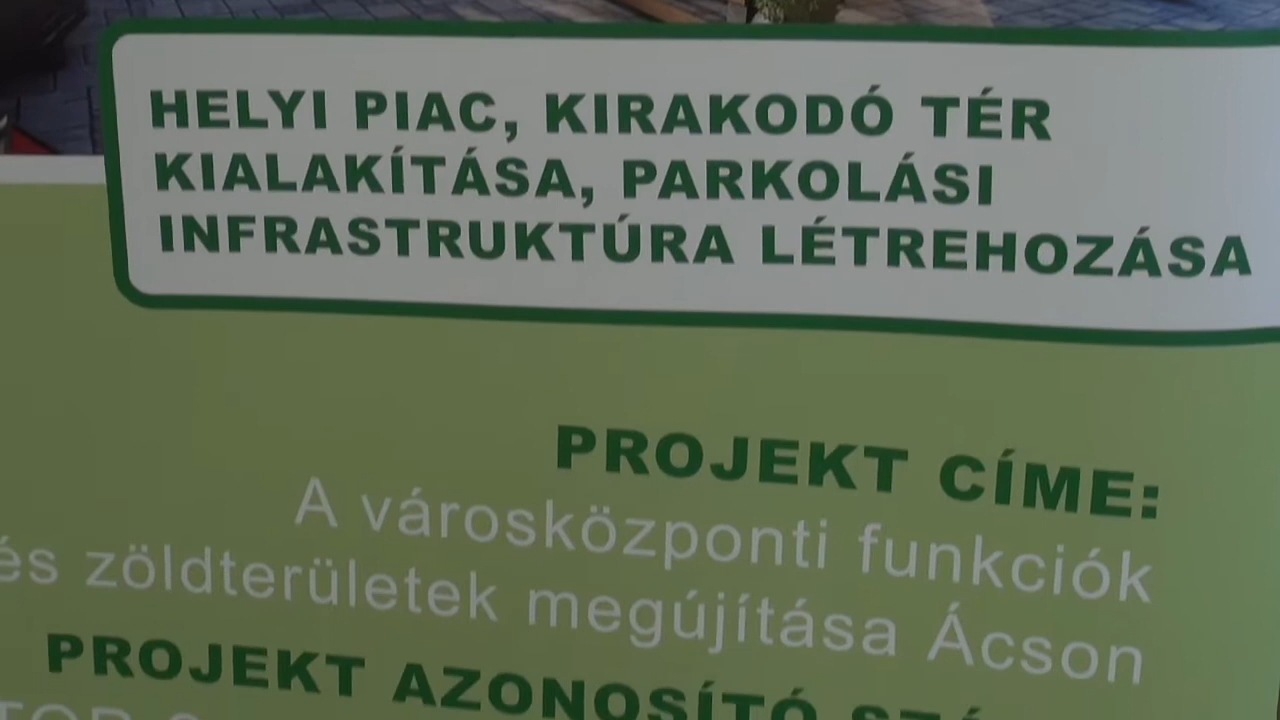 HELYI PIAC, KIRAKODÓ TÉR
KIALAKÍTÁSA, PARKOLÁSI
INFRASTRUKTÚRA LÉTREHOZÁSA
PROJEKT CÍME:
A városközponti funkciók
és zöldterületek megújítása Ácson
PROJEKT AZONOSÍTÓ